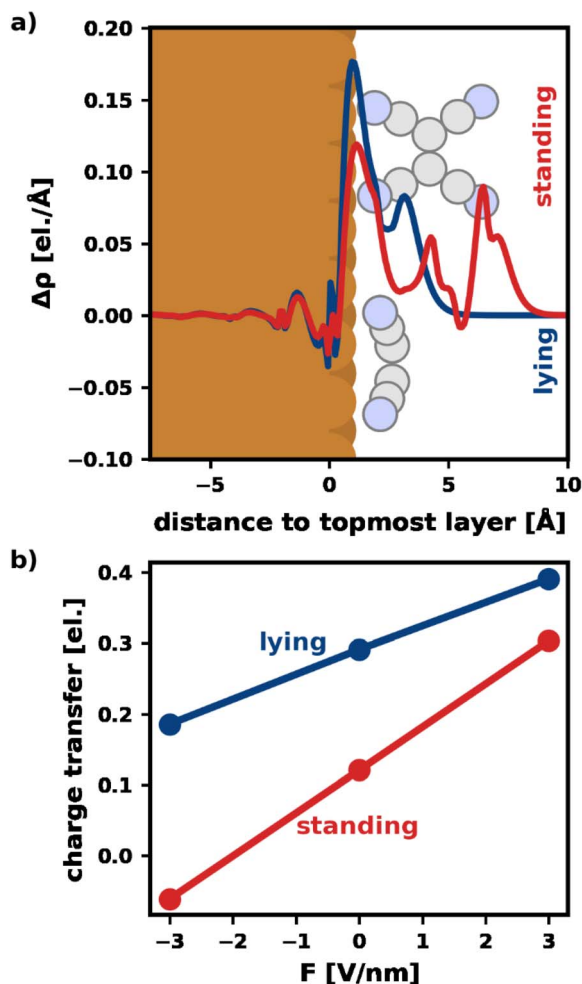 a)
0.20
0.15
0.10
0.05
0.00
−0.05
−0.10
Δρ [el./Å]
standing
lying
−5 0 5 10
distance to topmost layer [Å]
b)
0.4
0.3
0.2
0.1
0.0
charge transfer [el.]
lying
standing
−3 −2 −1 0 1 2 3
F [V/nm]